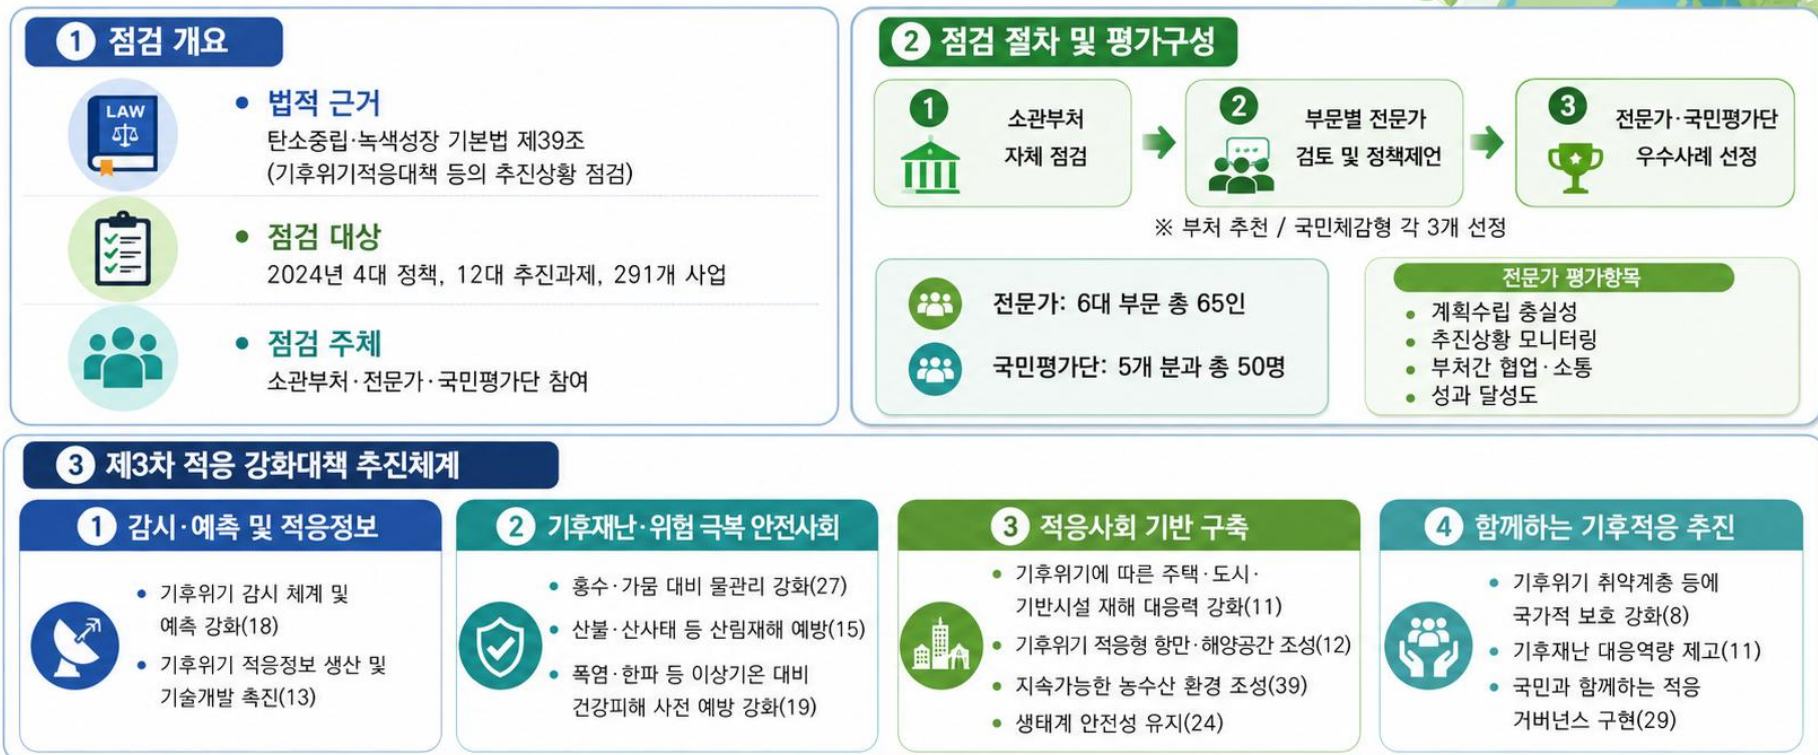 1 점검 개요
LAW
• 법적 근거
탄소중립·녹색성장 기본법 제39조
(기후위기적응대책 등의 추진상황 점검)
• 점검 대상
2024년 4대 정책, 12대 추진과제, 291개 사업
• 점검 주체
소관부처·전문가·국민평가단 참여
2 점검 절차 및 평가구성
1
소관부처
자체 점검
2
부문별 전문가
검토 및 정책제언
3
전문가·국민평가단
우수사례 선정
※ 부처 추천 / 국민체감형 각 3개 선정
전문가: 6대 부문 총 65인
국민평가단: 5개 분과 총 50명
전문가 평가항목
• 계획수립 충실성
• 추진상황 모니터링
• 부처간 협업·소통
• 성과 달성도
3 제3차 적응 강화대책 추진체계
1 감시·예측 및 적응정보
• 기후위기 감시 체계 및
예측 강화(18)
• 기후위기 적응정보 생산 및
기술개발 촉진(13)
2 기후재난·위험 극복 안전사회
• 홍수·가뭄 대비 물관리 강화(27)
• 산불·산사태 등 산림재해 예방(15)
• 폭염·한파 등 이상기온 대비
건강피해 사전 예방 강화(19)
3 적응사회 기반 구축
• 기후위기에 따른 주택·도시·
기반시설 재해 대응력 강화(11)
• 기후위기 적응형 항만·해양공간 조성(12)
• 지속가능한 농수산 환경 조성(39)
• 생태계 안전성 유지(24)
4 함께하는 기후적응 추진
• 기후위기 취약계층 등에
국가적 보호 강화(8)
• 기후재난 대응역량 제고(11)
• 국민과 함께하는 적응
거버넌스 구현(29)